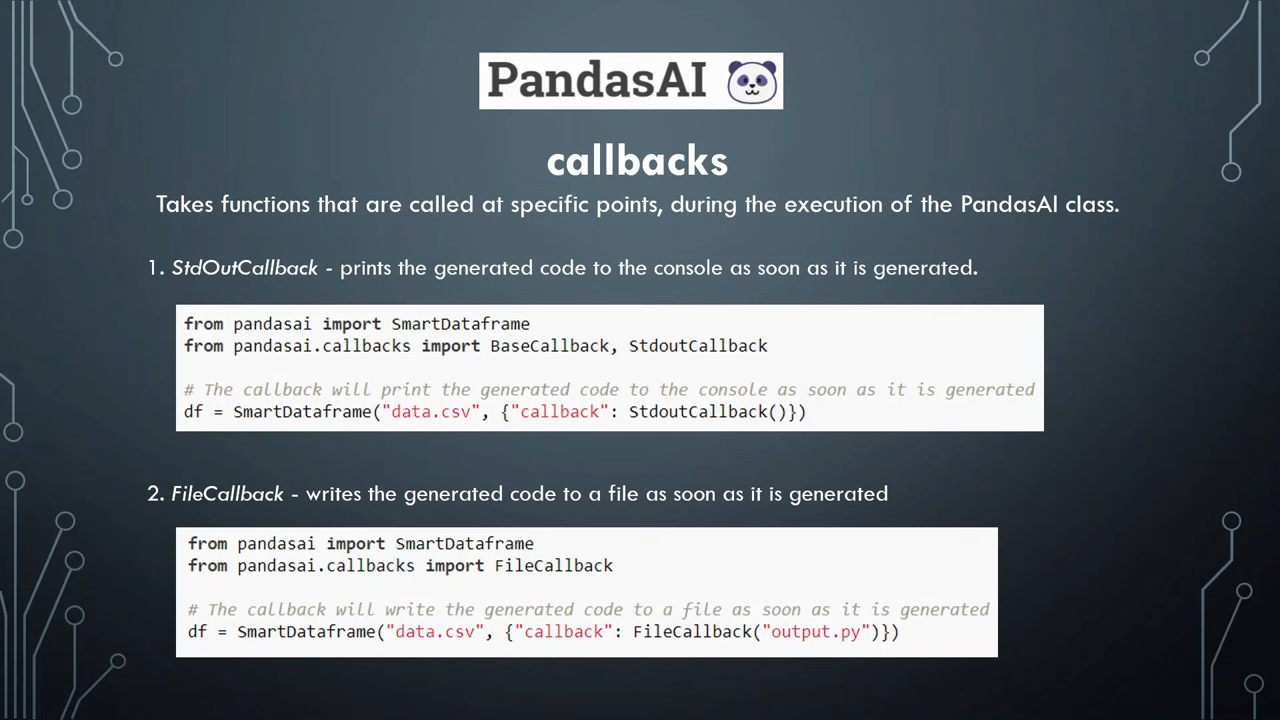 PandasAI
callbacks
Takes functions that are called at specific points, during the execution of the PandasAI class.
1. StdOutCallback - prints the generated code to the console as soon as it is generated.
from pandasai import SmartDataframe
from pandasai.callbacks import BaseCallback, StdoutCallback
# The callback will print the generated code to the console as soon as it is generated
df = SmartDataframe("data.csv", {"callback": StdoutCallback()})
2. FileCallback - writes the generated code to a file as soon as it is generated
from pandasai import SmartDataframe
from pandasai.callbacks import FileCallback
# The callback will write the generated code to a file as soon as it is generated
df = SmartDataframe("data.csv", {"callback": FileCallback("output.py")})